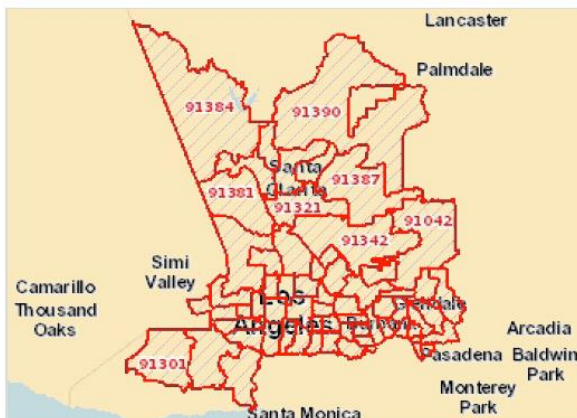 Lancaster
Palmdale
91384
91390
Santa
Clarita
91387
91381
91321
91042
91342
Simi
Valley
Camarillo
Thousand
Oaks
Los
Angeles
Glendale
Burbank
Arcadia
Pasadena
Baldwin
Park
91301
Monterey
Park
Santa Monica